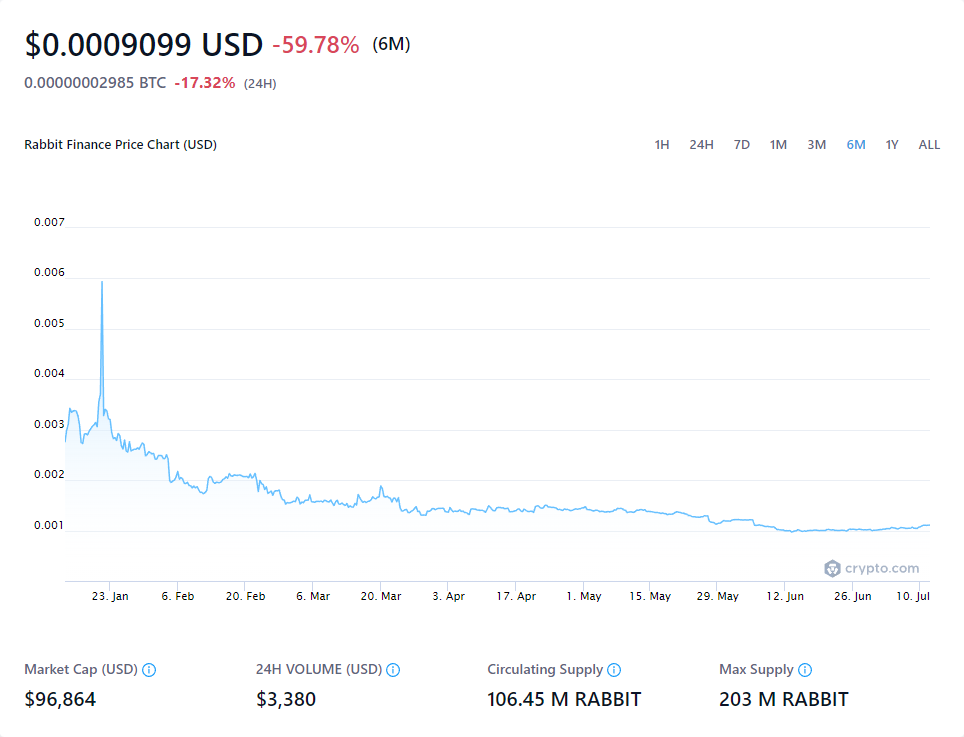 $0.0009099 USD -59.78% (6M)
0.00000002985 BTC -17.32% (24H)
Rabbit Finance Price Chart (USD) 1H 24H 7D 1M 3M 6M 1Y ALL
0.007
0.006
0.005
0.004
0.003
0.002
0.001
crypto.com
23. Jan 6. Feb 20. Feb 6. Mar 20. Mar 3. Apr 17. Apr 1. May 15. May 29. May 12. Jun 26. Jun 10. Jul
Market Cap (USD) 24H VOLUME (USD) Circulating Supply Max Supply
$96,864 $3,380 106.45 M RABBIT 203 M RABBIT